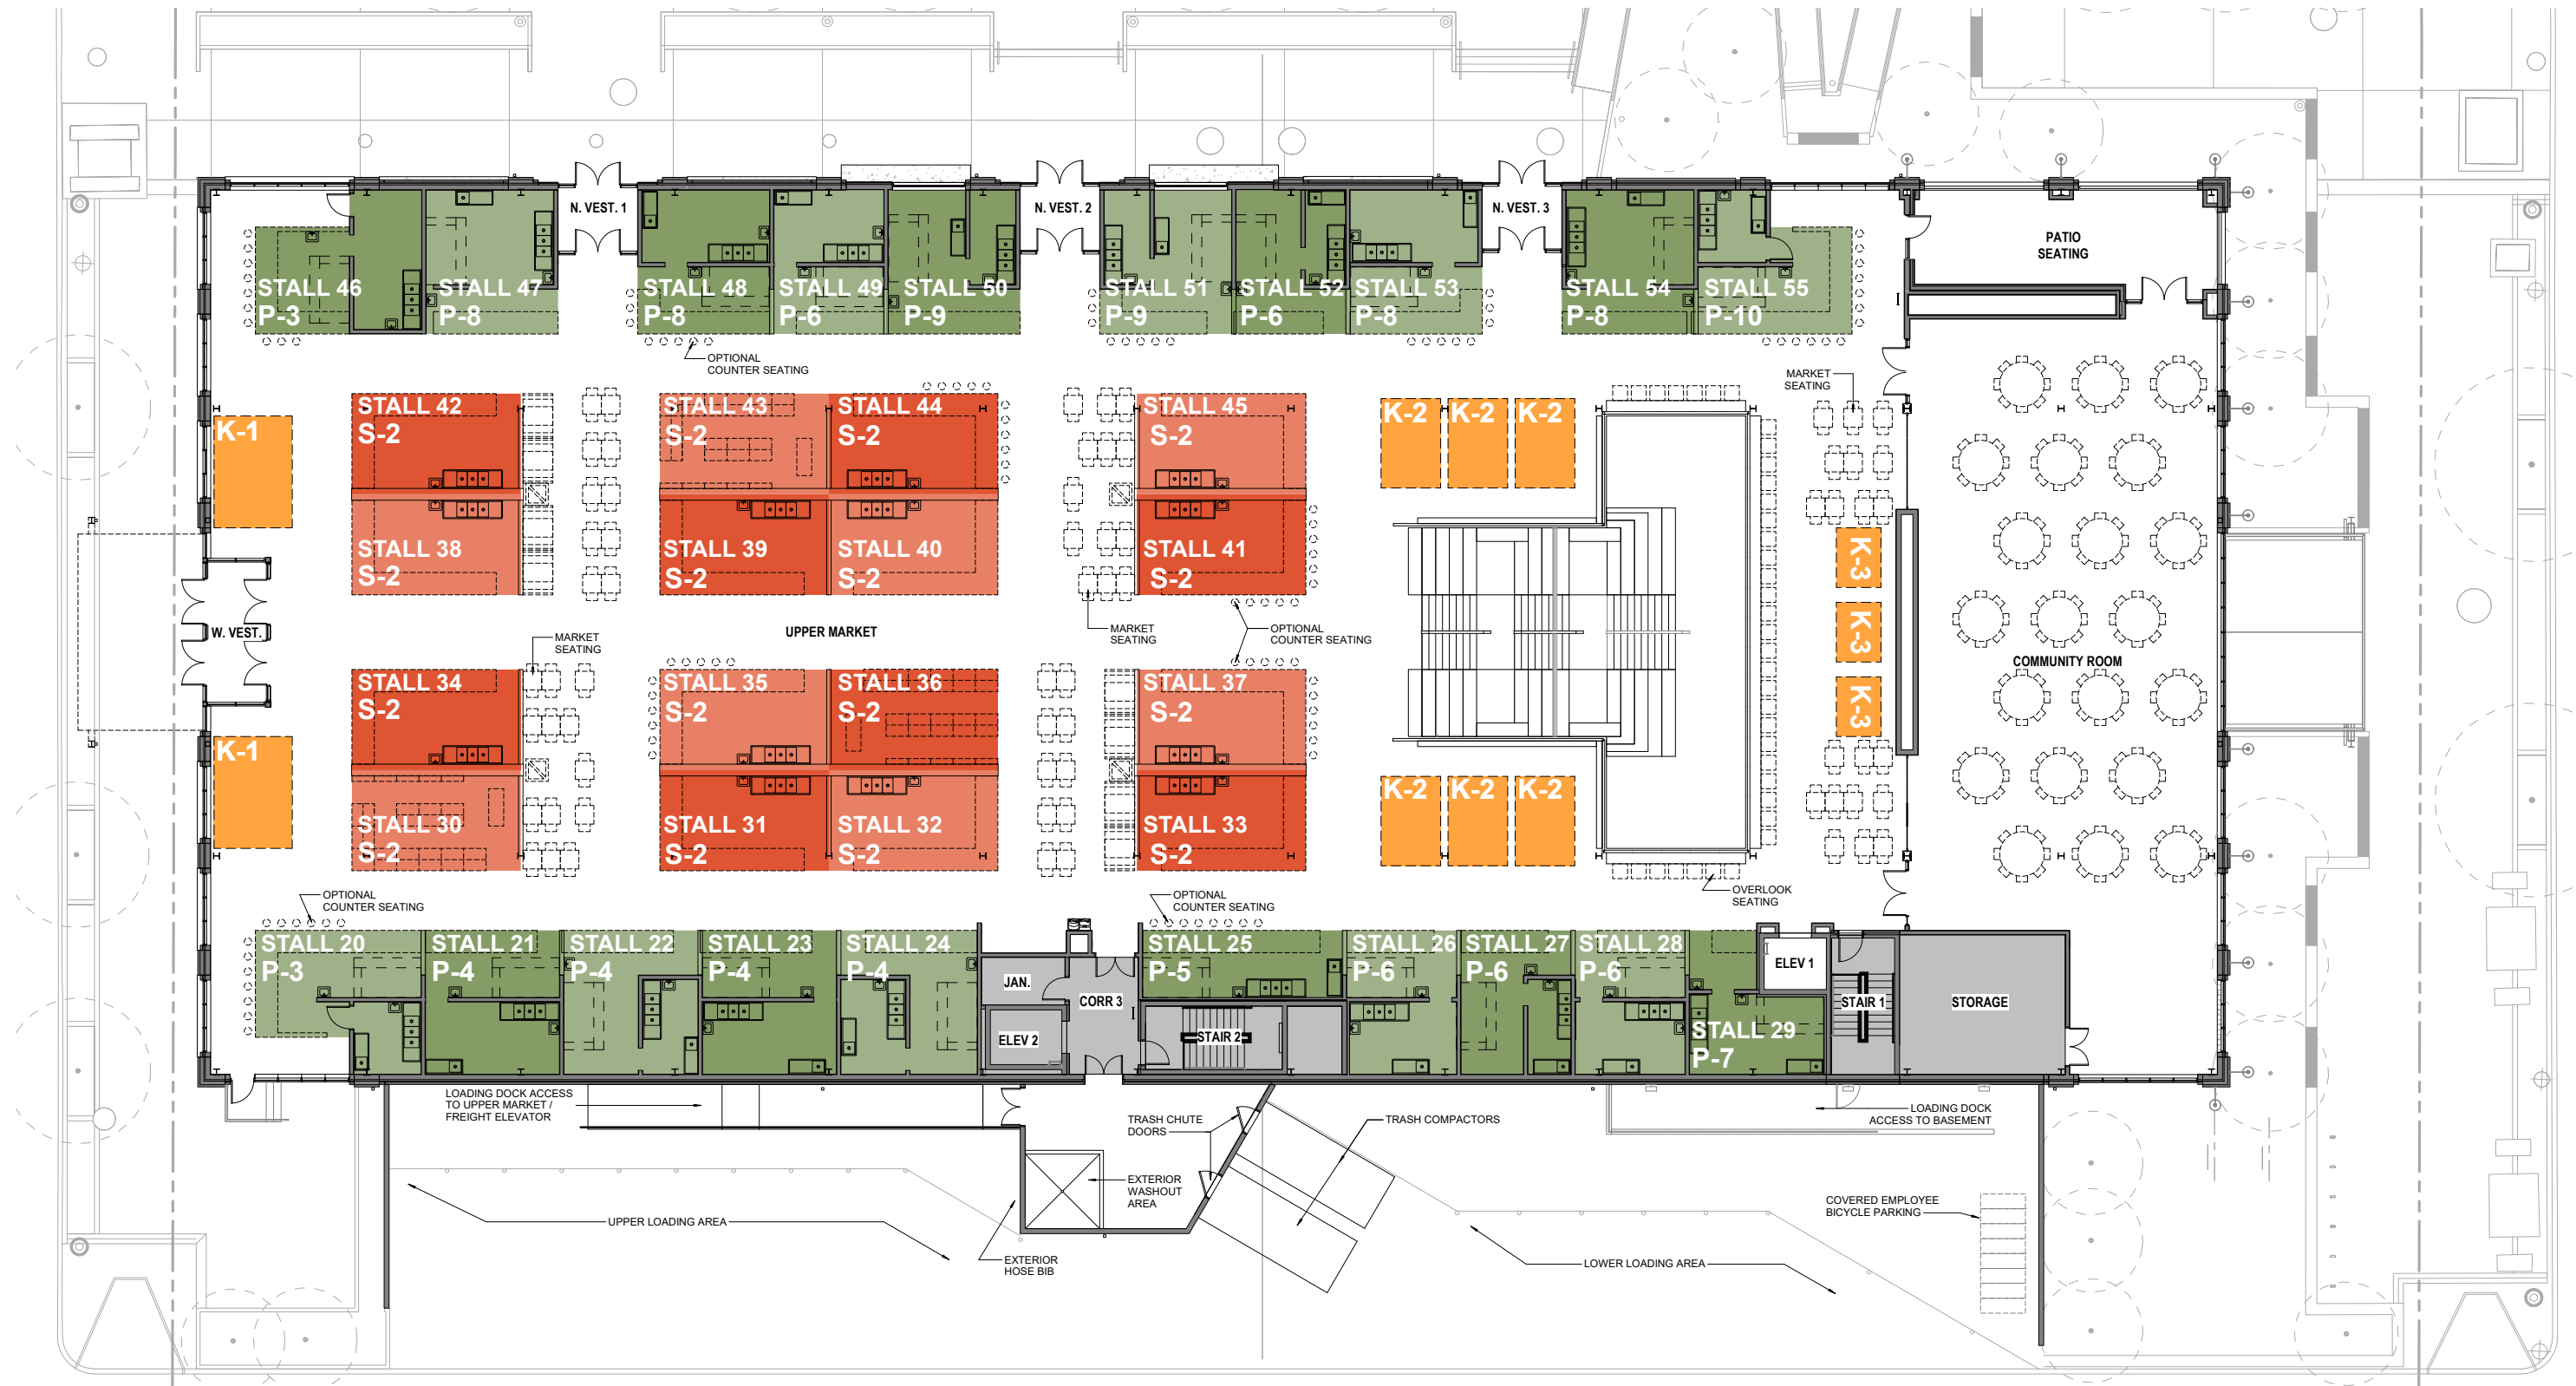 N. VEST. 1
N. VEST. 2
N. VEST. 3
PATIO
SEATING
STALL 46
P-3
STALL 47
P-8
STALL 48
P-8
STALL 49
P-6
STALL 50
P-9
STALL 51
P-9
STALL 52
P-6
STALL 53
P-8
STALL 54
P-8
STALL 55
P-10
OPTIONAL
COUNTER SEATING
MARKET
SEATING
K-1
STALL 42
S-2
STALL 43
S-2
STALL 44
S-2
STALL 45
S-2
K-2
K-2
K-2
STALL 38
S-2
STALL 39
S-2
STALL 40
S-2
STALL 41
S-2
K-3
K-3
K-3
W. VEST.
MARKET
SEATING
UPPER MARKET
MARKET
SEATING
OPTIONAL
COUNTER SEATING
COMMUNITY ROOM
K-1
STALL 34
S-2
STALL 35
S-2
STALL 36
S-2
STALL 37
S-2
K-2
K-2
K-2
STALL 30
S-2
STALL 31
S-2
STALL 32
S-2
STALL 33
S-2
OPTIONAL
COUNTER SEATING
OPTIONAL
COUNTER SEATING
OVERLOOK
SEATING
STALL 20
P-3
STALL 21
P-4
STALL 22
P-4
STALL 23
P-4
STALL 24
P-4
JAN.
CORR 3
ELEV 2
STALL 25
P-5
STAIR 2
STALL 26
P-6
STALL 27
P-6
STALL 28
P-6
STALL 29
P-7
ELEV 1
STAIR 1
STORAGE
LOADING DOCK ACCESS
TO UPPER MARKET /
FREIGHT ELEVATOR
TRASH CHUTE
DOORS
TRASH COMPACTORS
LOADING DOCK
ACCESS TO BASEMENT
EXTERIOR
WASHOUT
AREA
COVERED EMPLOYEE
BICYCLE PARKING
UPPER LOADING AREA
EXTERIOR
HOSE BIB
LOWER LOADING AREA